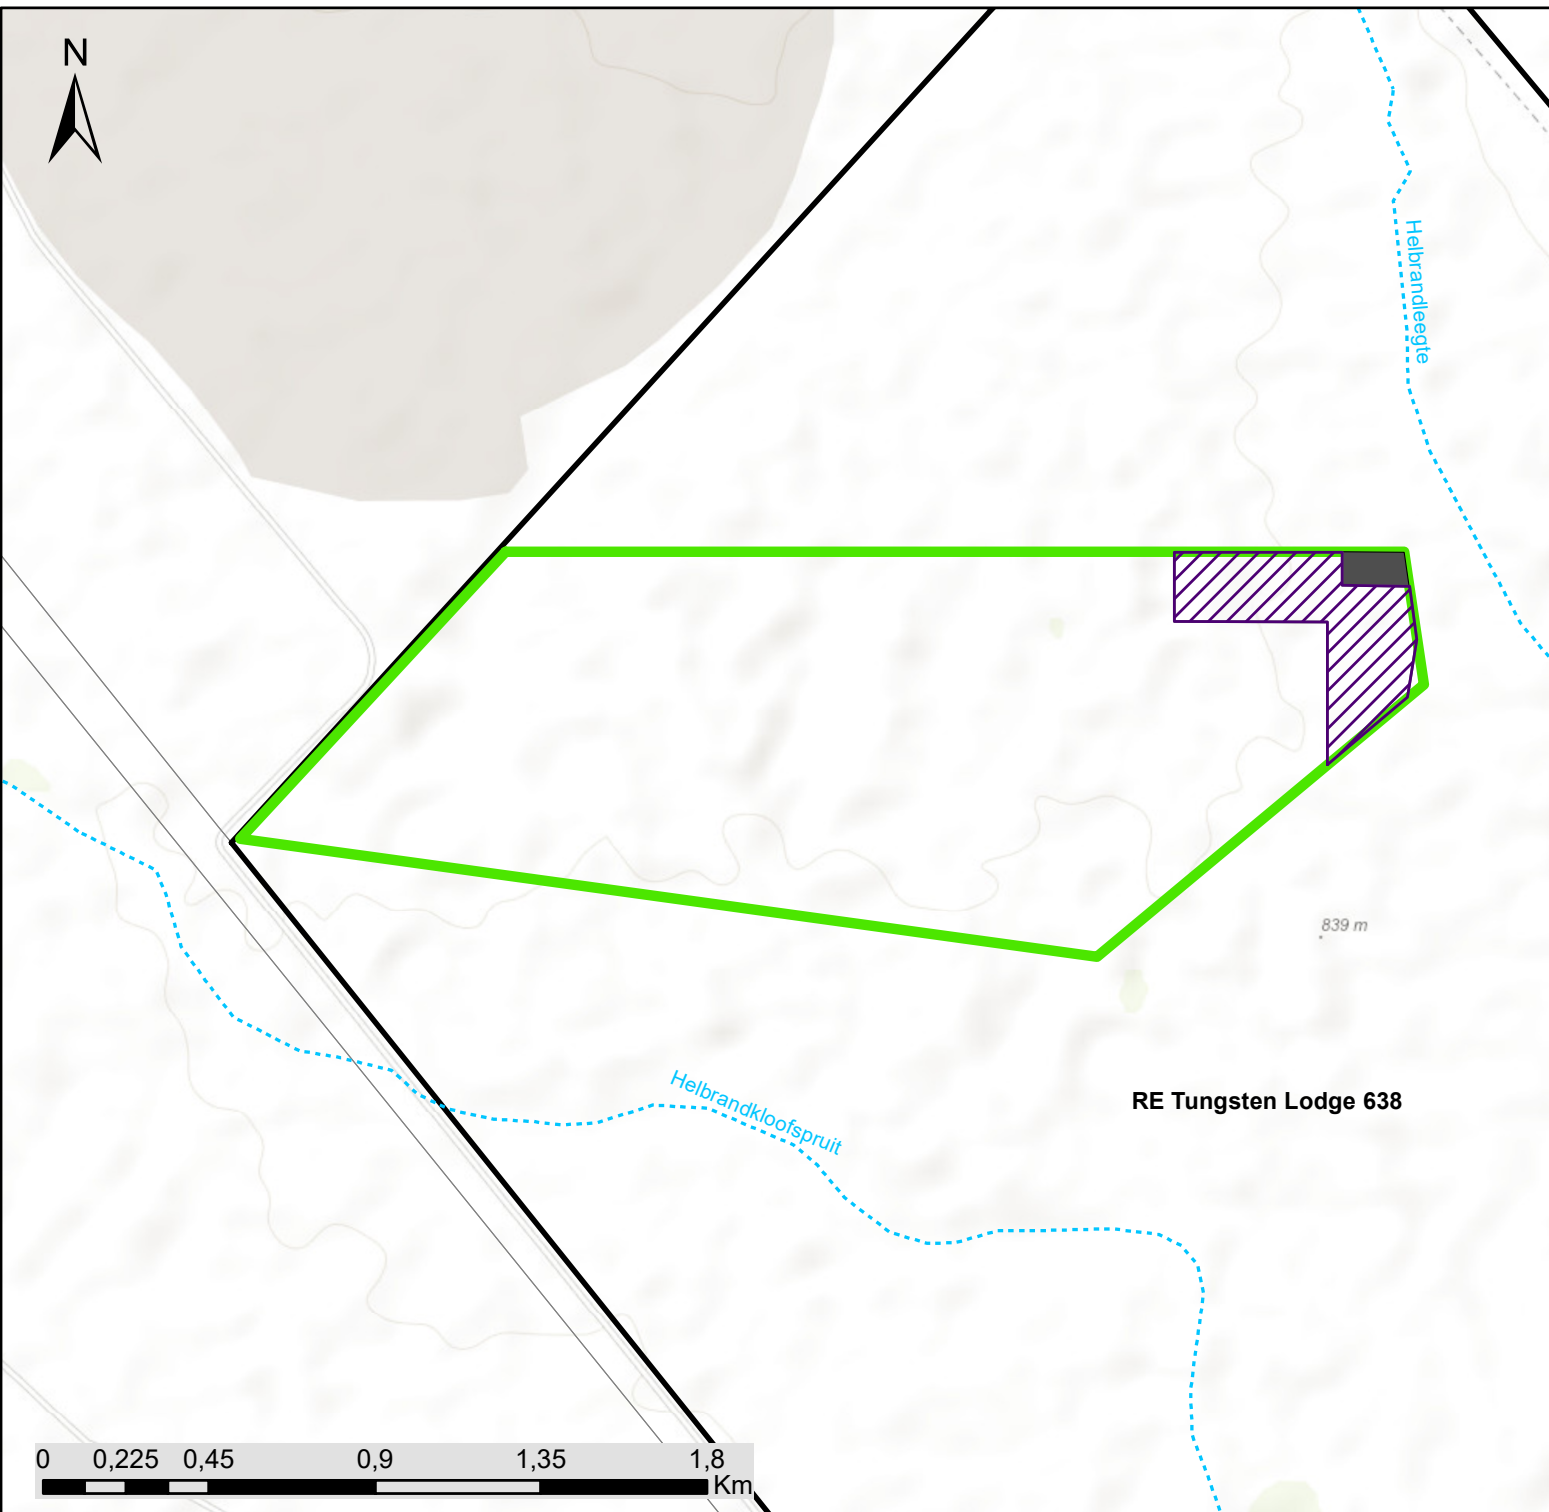 N
Helbrandleegte
839 m
Helbrandkloofspruit
RE Tungsten Lodge 638
0 0,225 0,45 0,9 1,35 1,8
Km